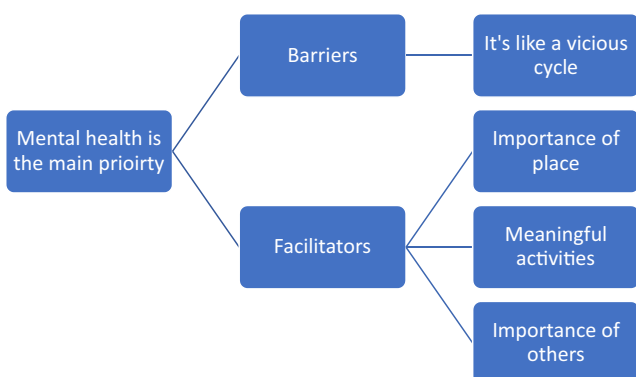 Mental health is
the main prioirty
Barriers
It's like a vicious
cycle
Facilitators
Importance of
place
Meaningful
activities
Importance of
others